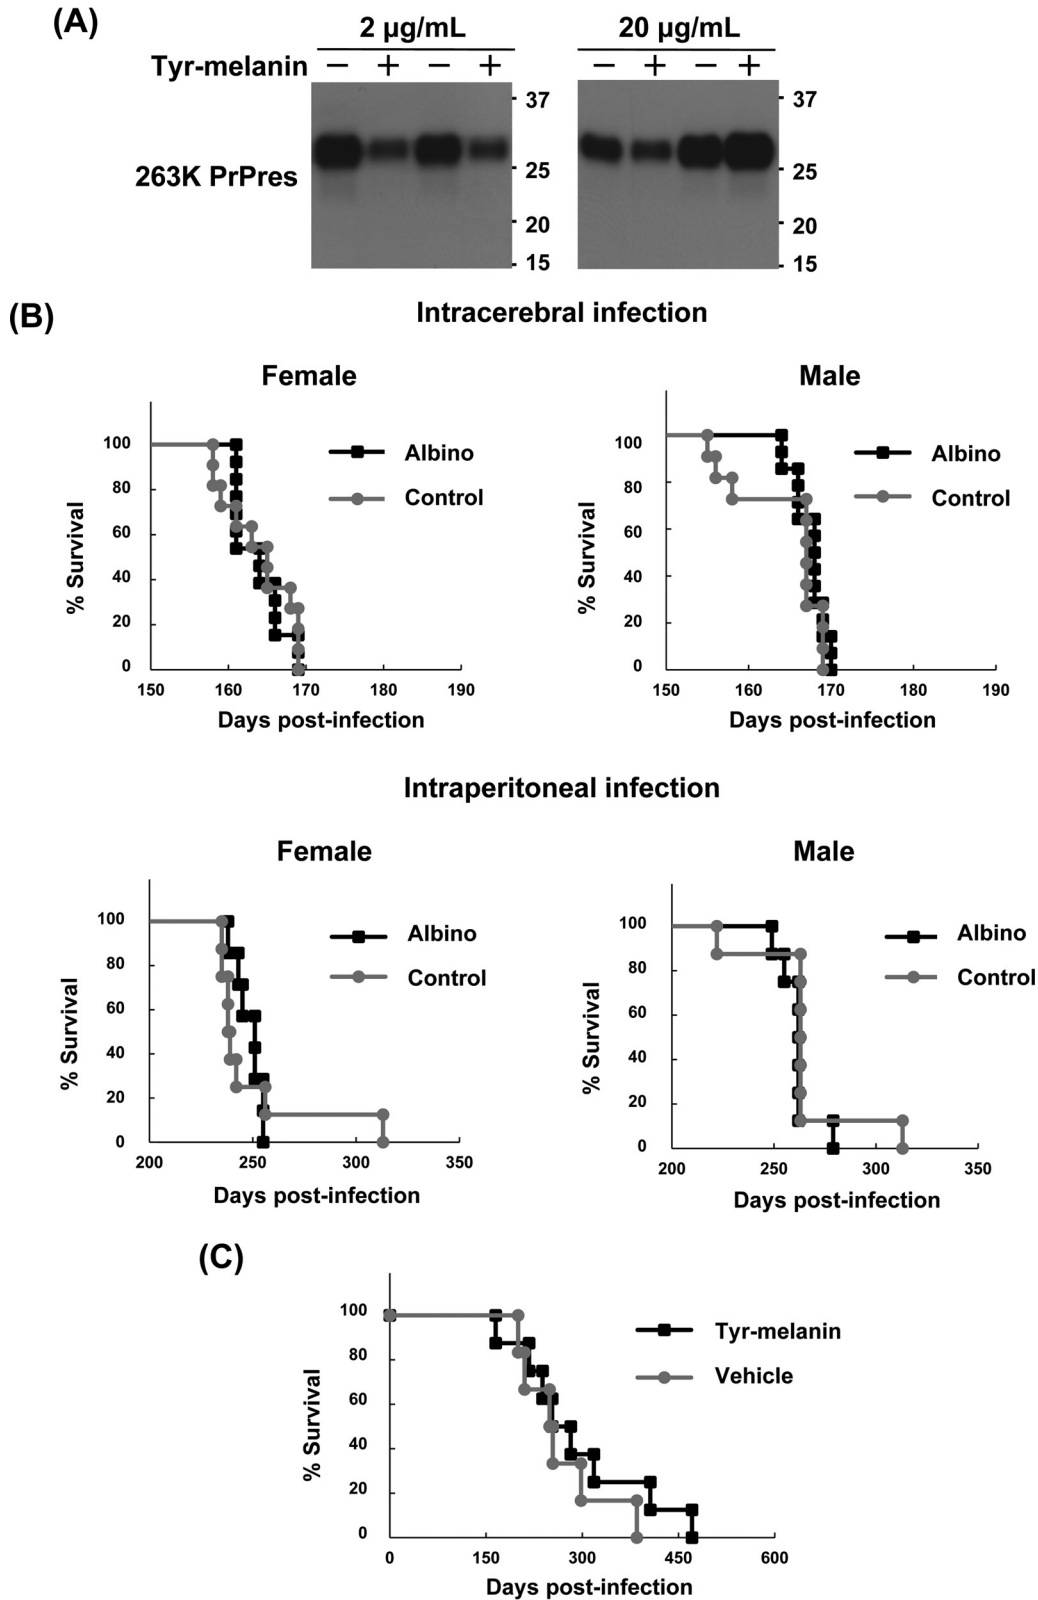 (A)
2 µg/mL 20 µg/mL
Tyr-melanin − + − + − + − +
263K PrPres
37 37
25 25
20 20
15 15
(B)
Intracerebral infection
Female Male
100 100
80 80
60 60
40 40
20 20
0 0
% Survival % Survival
Albino Albino
Control Control
150 160 170 180 190 150 160 170 180 190
Days post-infection Days post-infection
Intraperitoneal infection
Female Male
100 100
80 80
60 60
40 40
20 20
0 0
% Survival % Survival
Albino Albino
Control Control
200 250 300 350 200 250 300 350
Days post-infection Days post-infection
(C)
100
80
60
40
20
0
% Survival
Tyr-melanin
Vehicle
0 150 300 450 600
Days post-infection